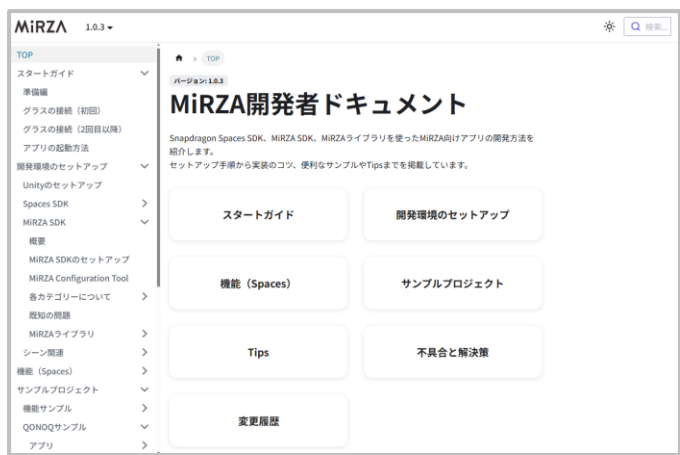 MiRZA 1.0.3
検索...
TOP
スタートガイド
準備編
グラスの接続（初回）
グラスの接続（2回目以降）
アプリの起動方法
開発環境のセットアップ
Unityのセットアップ
Spaces SDK
MiRZA SDK
概要
MiRZA SDKのセットアップ
MiRZA Configuration Tool
各カテゴリーについて
既知の問題
MiRZAライブラリ
シーン関連
機能（Spaces）
サンプルプロジェクト
機能サンプル
QONOQサンプル
アプリ
TOP
バージョン: 1.0.3
MiRZA開発者ドキュメント
Snapdragon Spaces SDK、MiRZA SDK、MiRZAライブラリを使ったMiRZA向けアプリの開発方法を
紹介します。
セットアップ手順から実装のコツ、便利なサンプルやTipsまでを掲載しています。
スタートガイド
開発環境のセットアップ
機能（Spaces）
サンプルプロジェクト
Tips
不具合と解決策
変更履歴